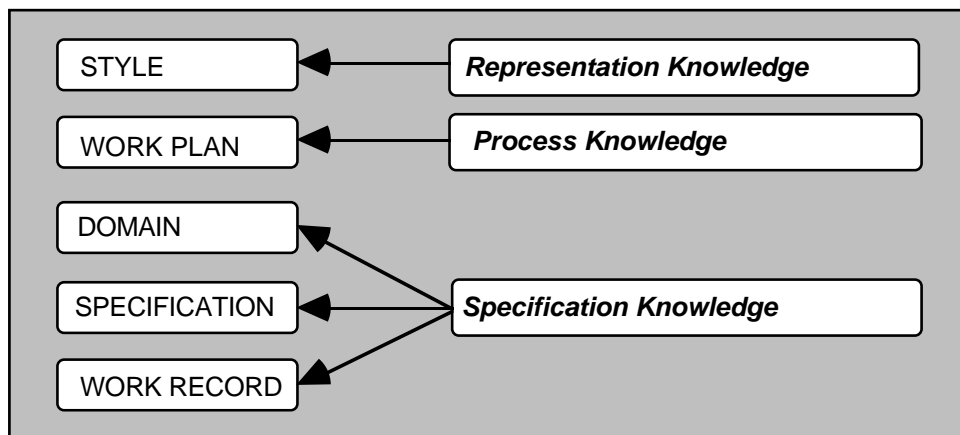 STYLE
Representation Knowledge
WORK PLAN
Process Knowledge
DOMAIN
SPECIFICATION
Specification Knowledge
WORK RECORD